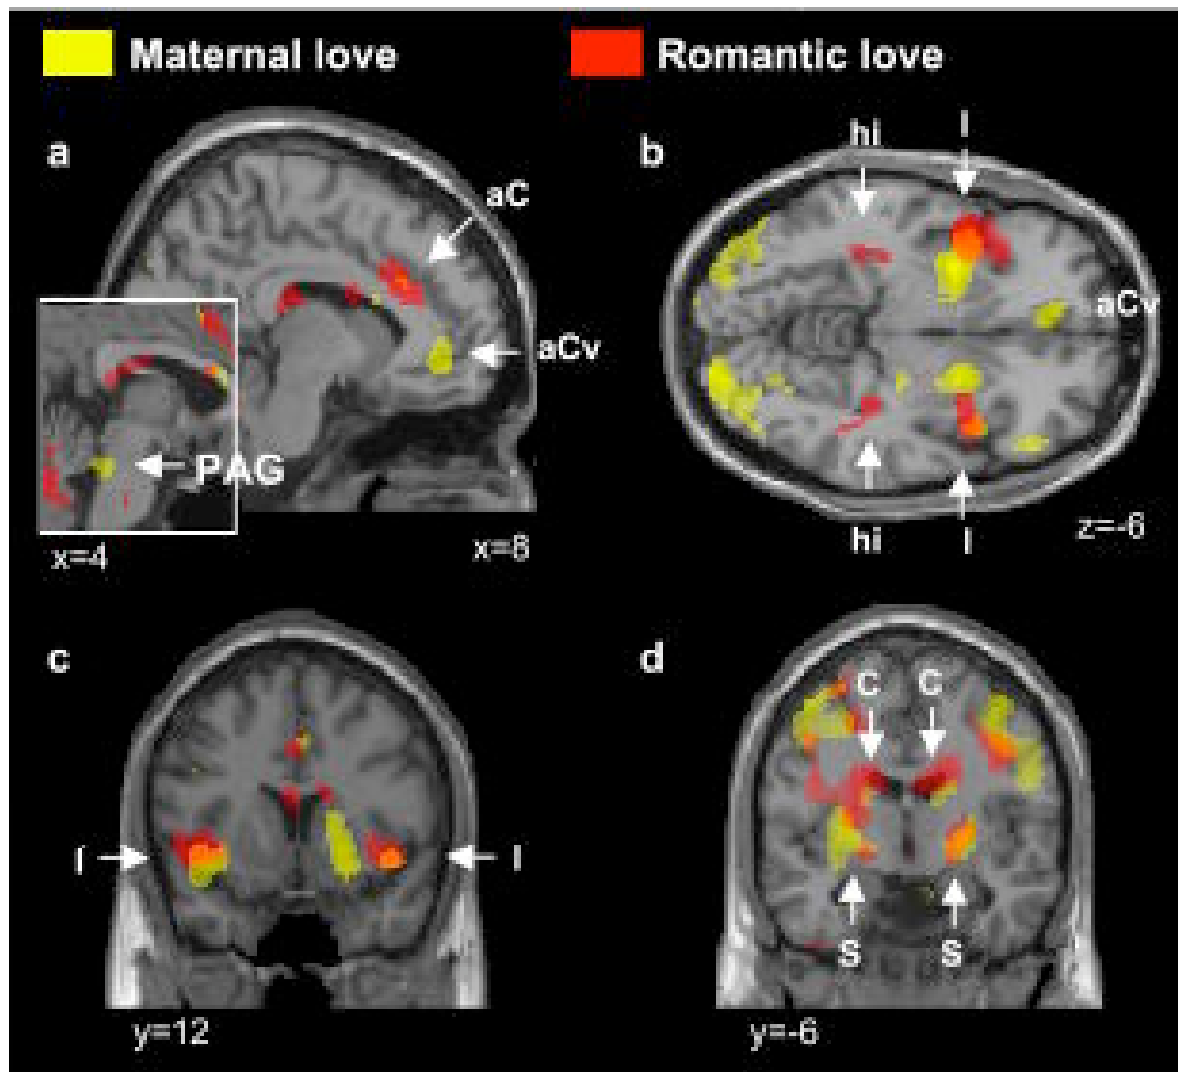 Maternal love
Romantic love
a
aC
aCv
PAG
x=4
x=8
b
hi
I
aCv
hi
I
z=-6
c
I
I
y=12
d
C
C
S
S
y=-6